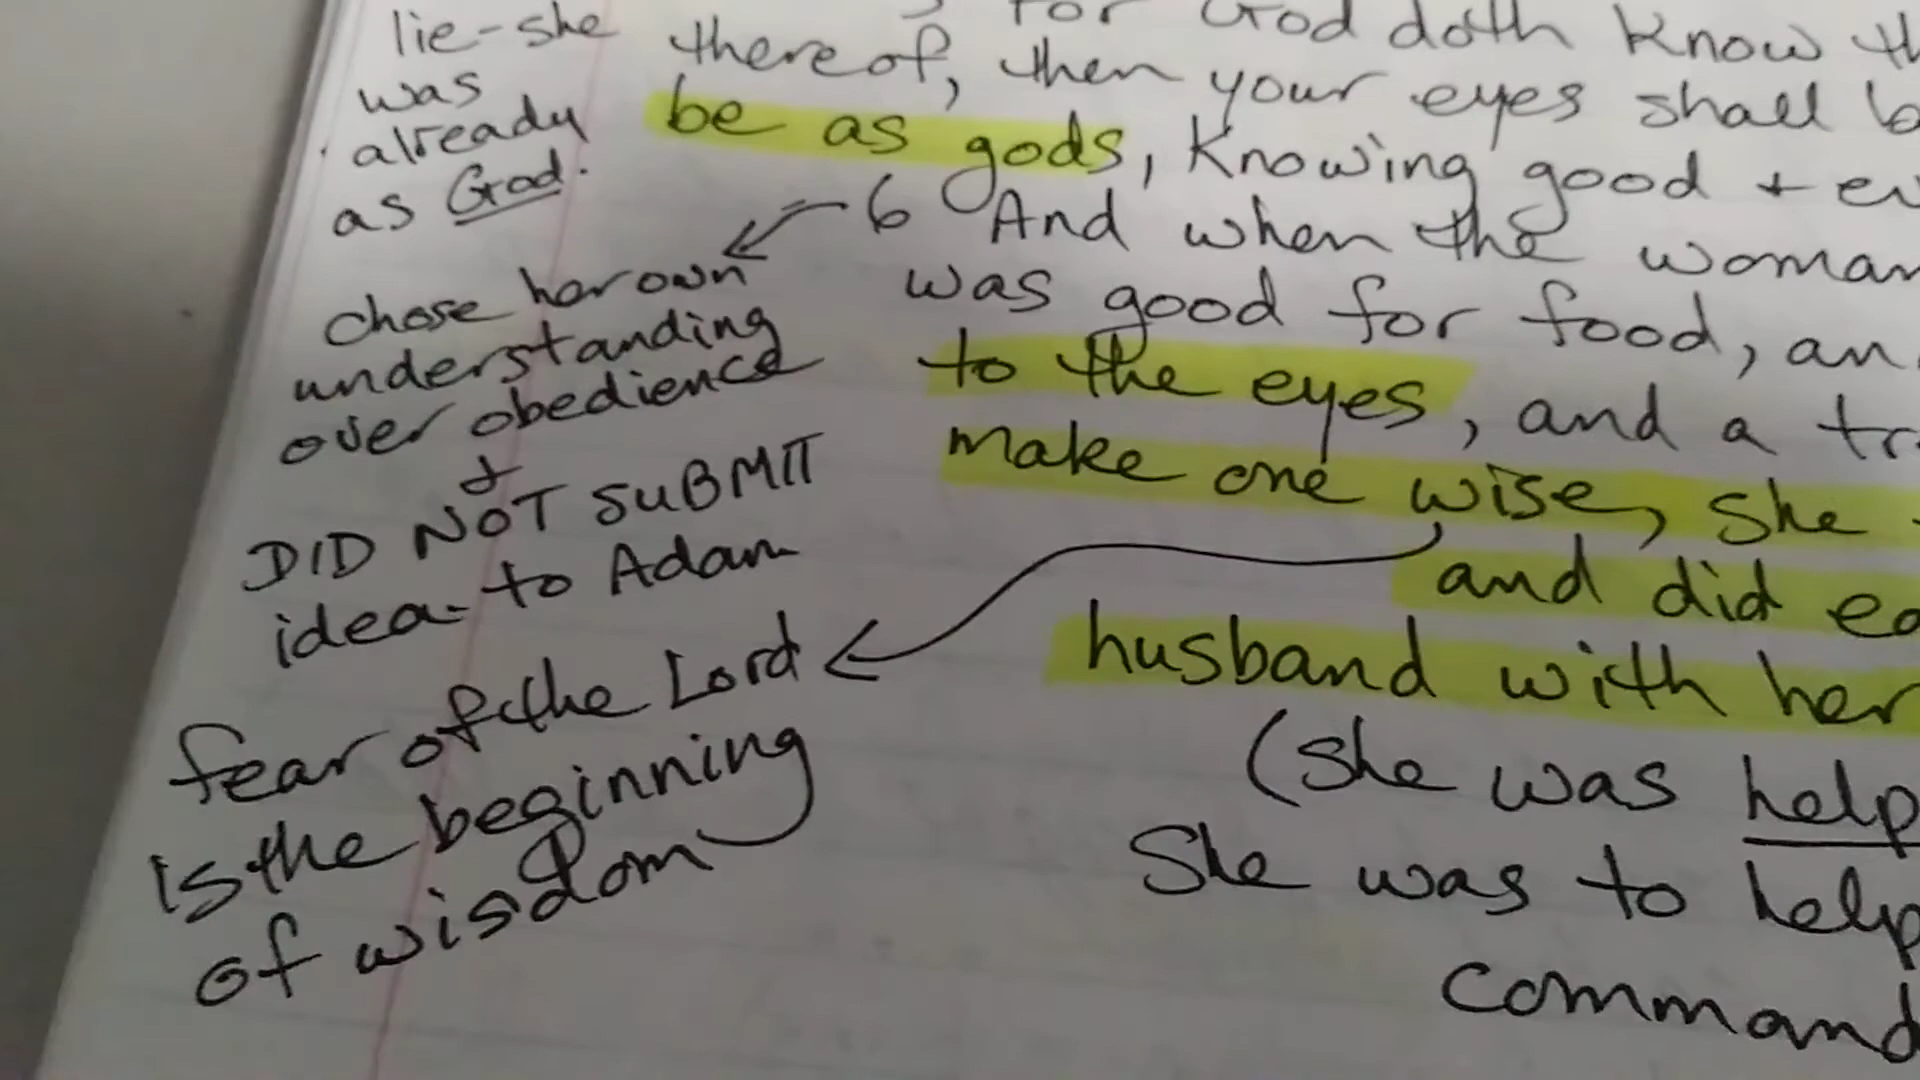 lie-she
was
already
as God.
chose her own
understanding
over obedience
+
DID NOT SUBMIT
idea- to Adam
fear of the Lord
is the beginning
of wisdom
for God doth know
thereof, then your eyes shall
be as gods, knowing good +
6 And when the woman
was good for food,
to the eyes, and a
make one wise, she
and did
husband with her
(she was help
She was to help
command